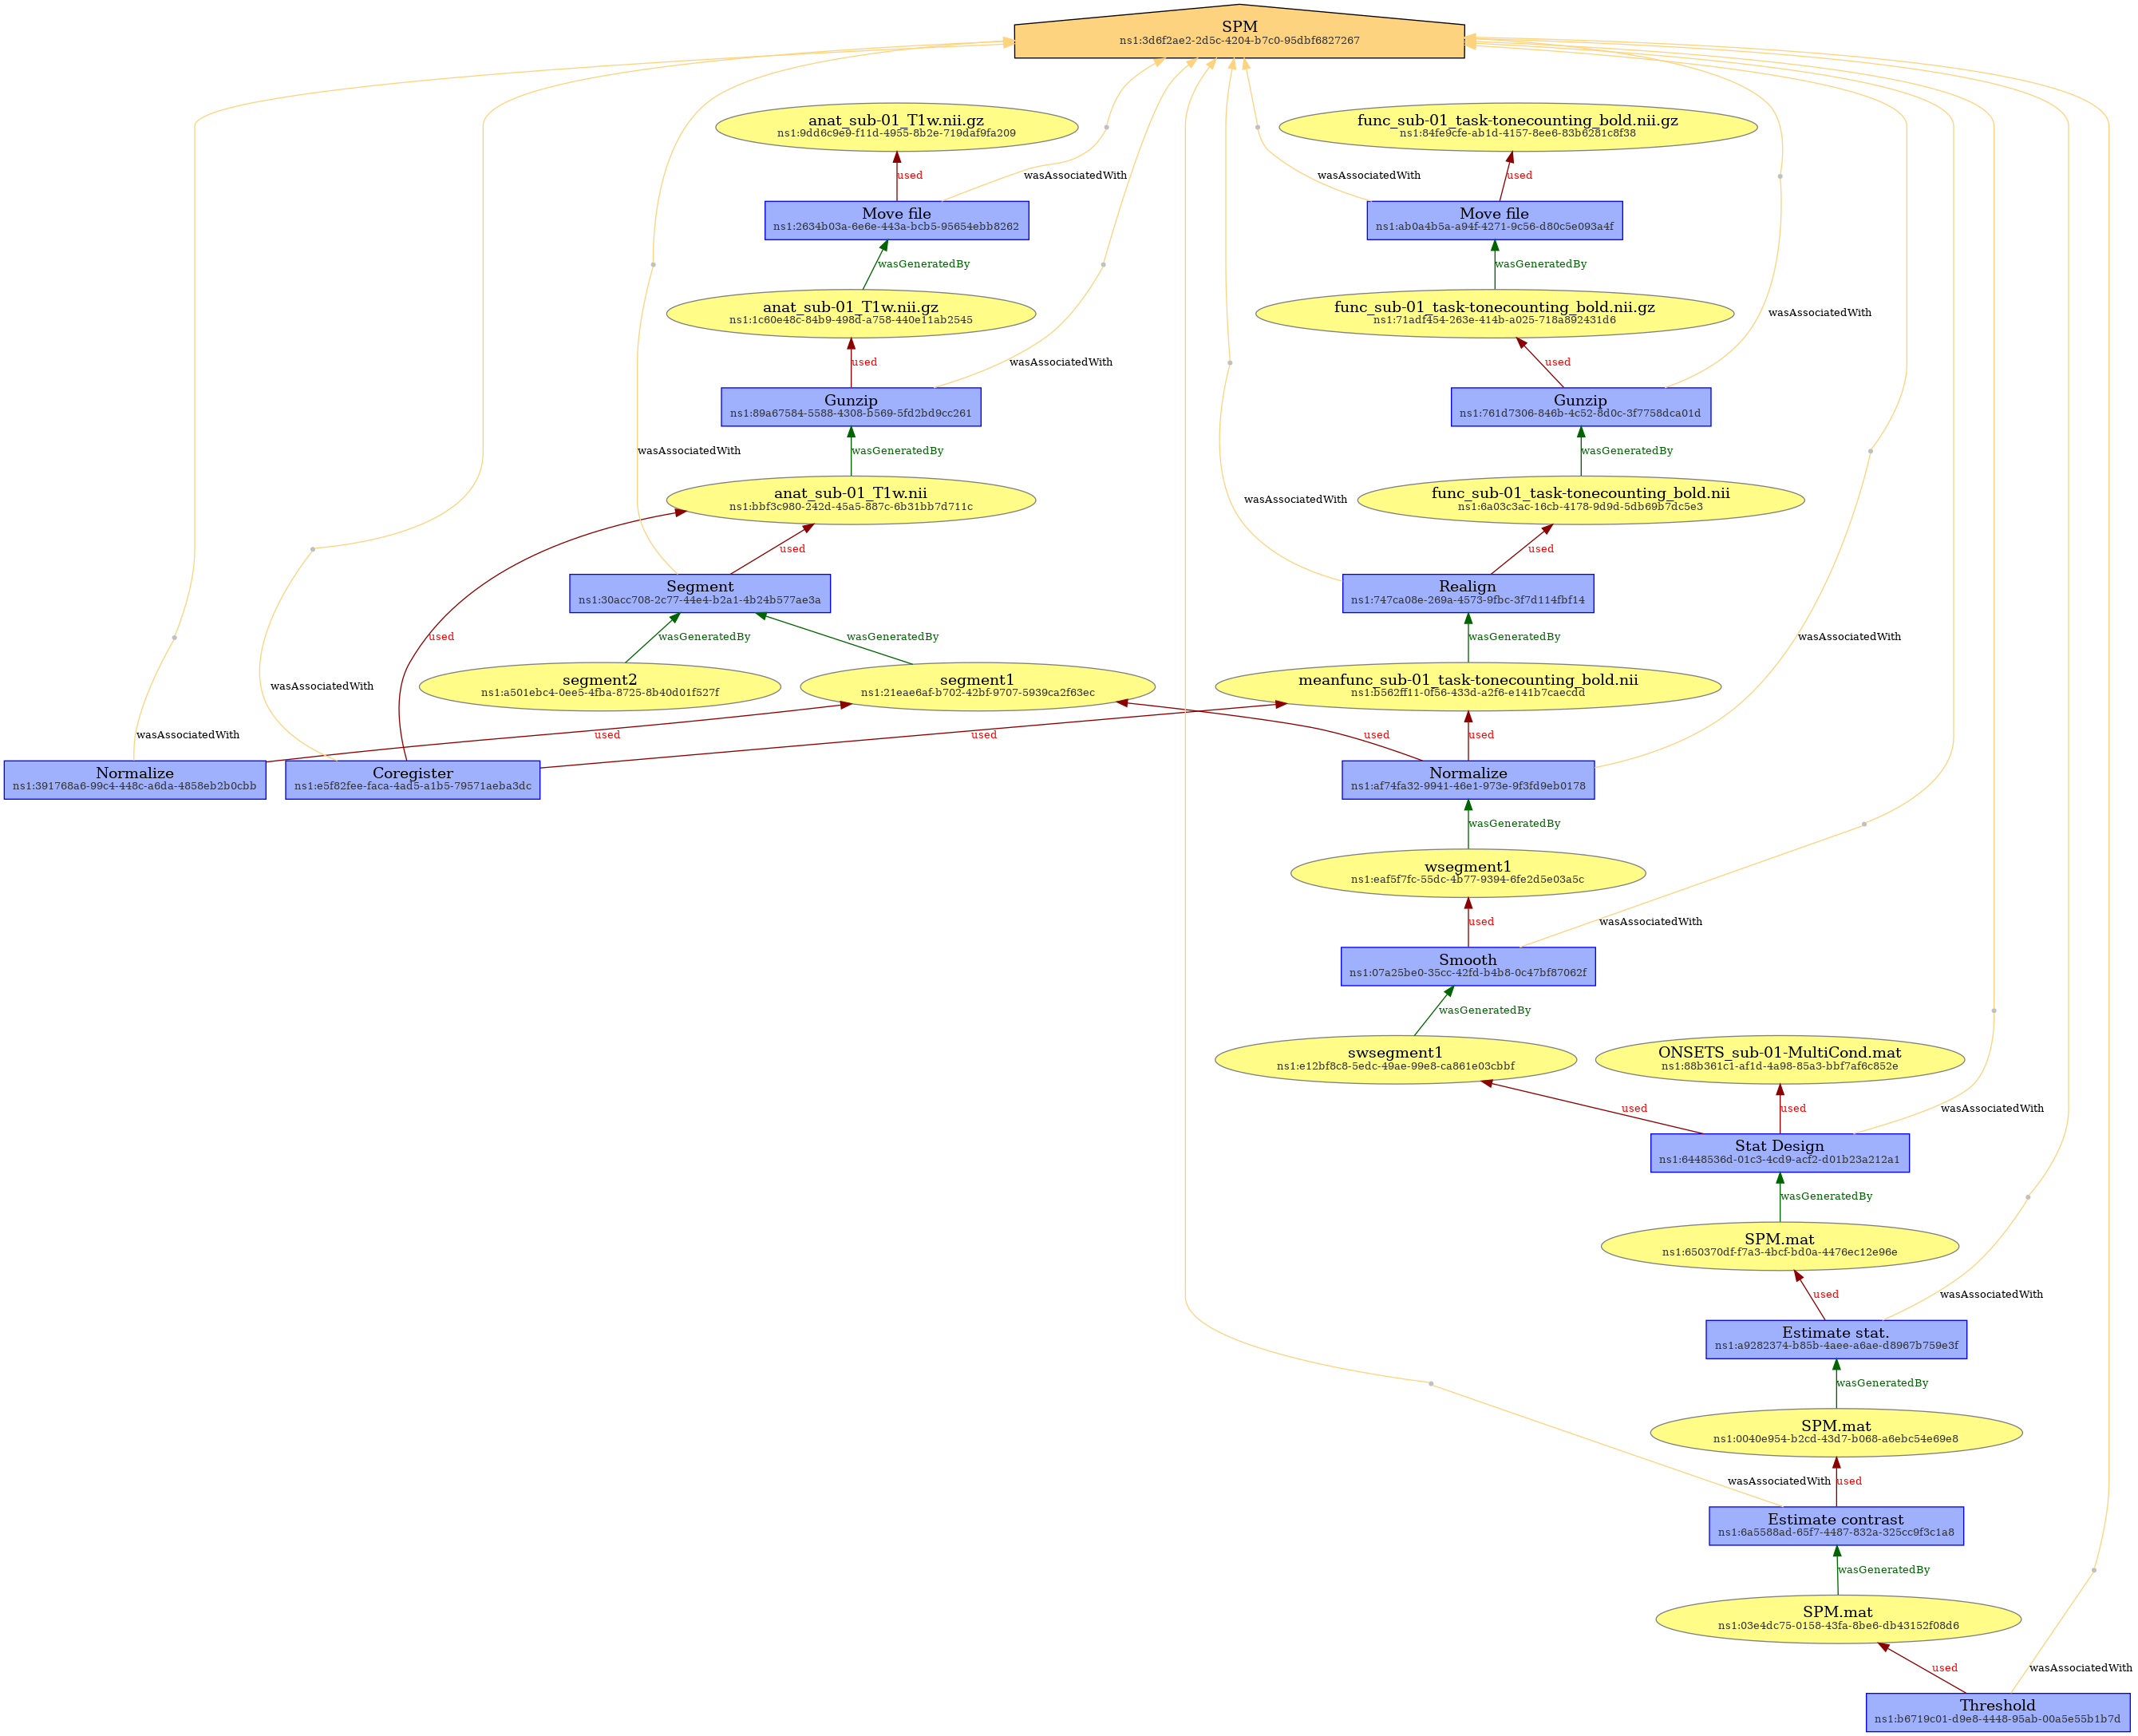 SPM
ns1:3d6f2ae2-2d5c-4204-b7c0-95dbf6827267
anat_sub-01_T1w.nii.gz
ns1:9dd6c9e9-f11d-4955-8b2e-719daf9fa209
func_sub-01_task-tonecounting_bold.nii.gz
ns1:84fe9cfe-ab1d-4157-8ee6-83b6281c8f38
used
wasAssociatedWith
wasAssociatedWith
used
Move file
ns1:2634b03a-6e6e-443a-bcb5-95654ebb8262
Move file
ns1:ab0a4b5a-a94f-4271-9c56-d80c5e093a4f
wasGeneratedBy
wasGeneratedBy
anat_sub-01_T1w.nii.gz
ns1:1c60e48c-84b9-498d-a758-440e11ab2545
func_sub-01_task-tonecounting_bold.nii.gz
ns1:71adf454-263e-414b-a025-718a892431d6
wasAssociatedWith
used
wasAssociatedWith
used
Gunzip
ns1:89a67584-5588-4308-b569-5fd2bd9cc261
Gunzip
ns1:761d7306-846b-4c52-8d0c-3f7758dca01d
wasAssociatedWith
wasGeneratedBy
wasGeneratedBy
anat_sub-01_T1w.nii
ns1:bbf3c980-242d-45a5-887c-6b31bb7d711c
wasAssociatedWith
func_sub-01_task-tonecounting_bold.nii
ns1:6a03c3ac-16cb-4178-9d9d-5db69b7dc5e3
used
used
Segment
ns1:30acc708-2c77-44e4-b2a1-4b24b577ae3a
Realign
ns1:747ca08e-269a-4573-9fbc-3f7d114fbf14
used
wasGeneratedBy
wasGeneratedBy
wasGeneratedBy
wasAssociatedWith
segment2
ns1:a501ebc4-0ee5-4fba-8725-8b40d01f527f
segment1
ns1:21eae6af-b702-42bf-9707-5939ca2f63ec
meanfunc_sub-01_task-tonecounting_bold.nii
ns1:b562ff11-0f56-433d-a2f6-e141b7caecdd
wasAssociatedWith
wasAssociatedWith
used
used
used
used
Normalize
ns1:391768a6-99c4-448c-a6da-4858eb2b0cbb
Coregister
ns1:e5f82fee-faca-4ad5-a1b5-79571aeba3dc
Normalize
ns1:af74fa32-9941-46e1-973e-9f3fd9eb0178
wasGeneratedBy
wsegment1
ns1:eaf5f7fc-55dc-4b77-9394-6fe2d5e03a5c
used
wasAssociatedWith
Smooth
ns1:07a25be0-35cc-42fd-b4b8-0c47bf87062f
wasGeneratedBy
swsegment1
ns1:e12bf8c8-5edc-49ae-99e8-ca861e03cbbf
ONSETS_sub-01-MultiCond.mat
ns1:88b361c1-af1d-4a98-85a3-bbf7af6c852e
used
used
wasAssociatedWith
Stat Design
ns1:6448536d-01c3-4cd9-acf2-d01b23a212a1
wasGeneratedBy
SPM.mat
ns1:650370df-f7a3-4bcf-bd0a-4476ec12e96e
used
wasAssociatedWith
Estimate stat.
ns1:a9282374-b85b-4aee-a6ae-d8967b759e3f
wasGeneratedBy
SPM.mat
ns1:0040e954-b2cd-43d7-b068-a6ebc54e69e8
wasAssociatedWith
used
Estimate contrast
ns1:6a5588ad-65f7-4487-832a-325cc9f3c1a8
wasGeneratedBy
SPM.mat
ns1:03e4dc75-0158-43fa-8be6-db43152f08d6
used
wasAssociatedWith
Threshold
ns1:b6719c01-d9e8-4448-95ab-00a5e55b1b7d